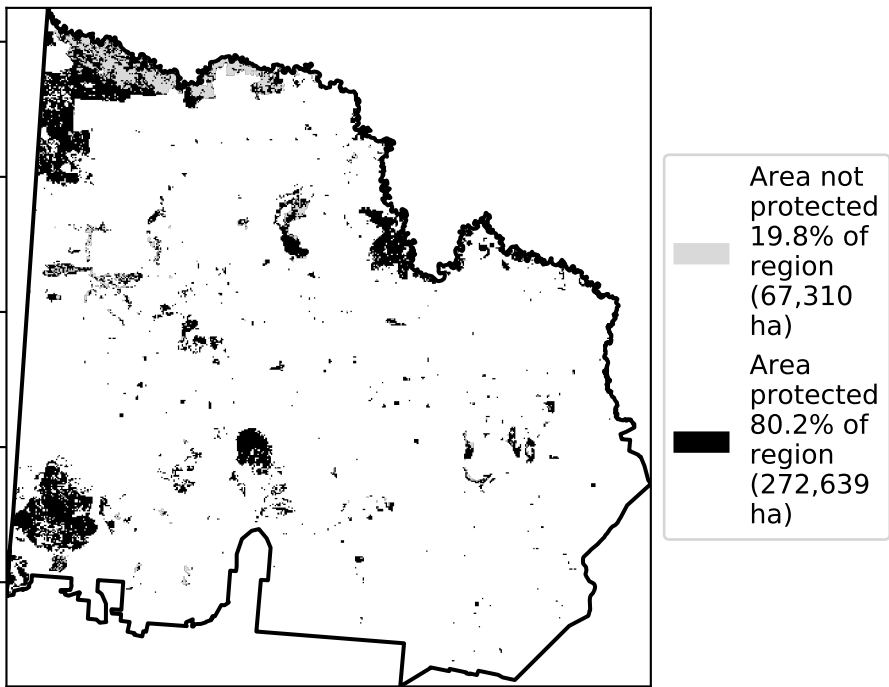 Area not
protected
19.8% of
region
(67,310
ha)
Area
protected
80.2% of
region
(272,639
ha)